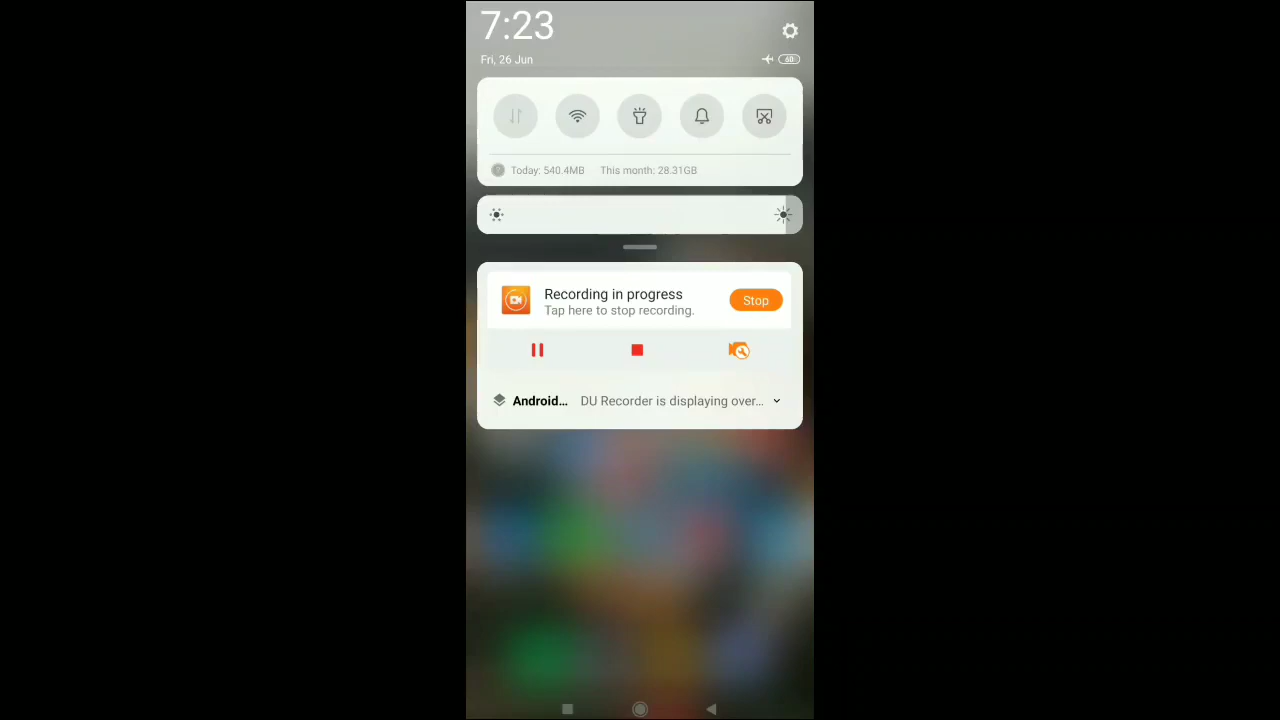 7:23
Fri, 26 Jun
60
Today: 540.4MB This month: 28.31GB
Recording in progress
Tap here to stop recording.
Stop
Android... DU Recorder is displaying over...